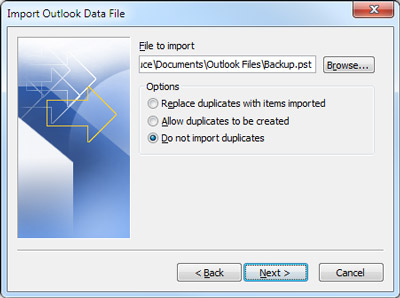 Import Outlook Data File
File to import
ıce\Documents\Outlook Files\Backup.pst
Browse...
Options
Replace duplicates with items imported
Allow duplicates to be created
Do not import duplicates
< Back
Next >
Cancel